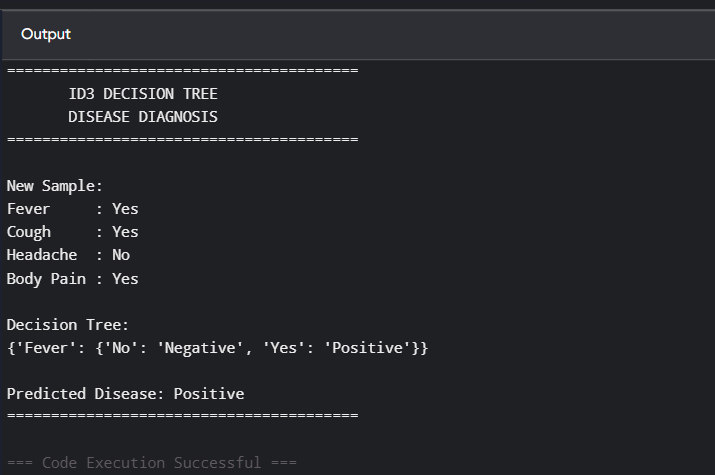 Output
========================================
ID3 DECISION TREE
DISEASE DIAGNOSIS
========================================
New Sample:
Fever     : Yes
Cough     : Yes
Headache  : No
Body Pain : Yes
Decision Tree:
{'Fever': {'No': 'Negative', 'Yes': 'Positive'}}
Predicted Disease: Positive
========================================
=== Code Execution Successful ===